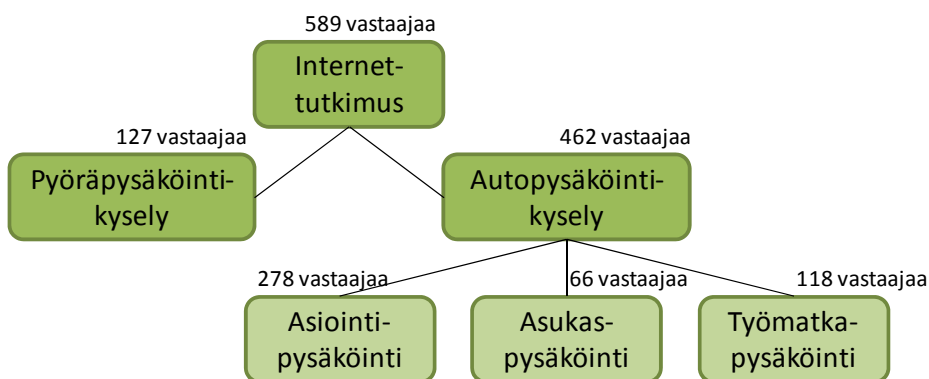 589 vastaajaa
Internet-
tutkimus
127 vastaajaa
Pyöräpysäköinti-
kysely
462 vastaajaa
Autopysäköinti-
kysely
278 vastaajaa
Asiointi-
pysäköinti
66 vastaajaa
Asukas-
pysäköinti
118 vastaajaa
Työmatka-
pysäköinti